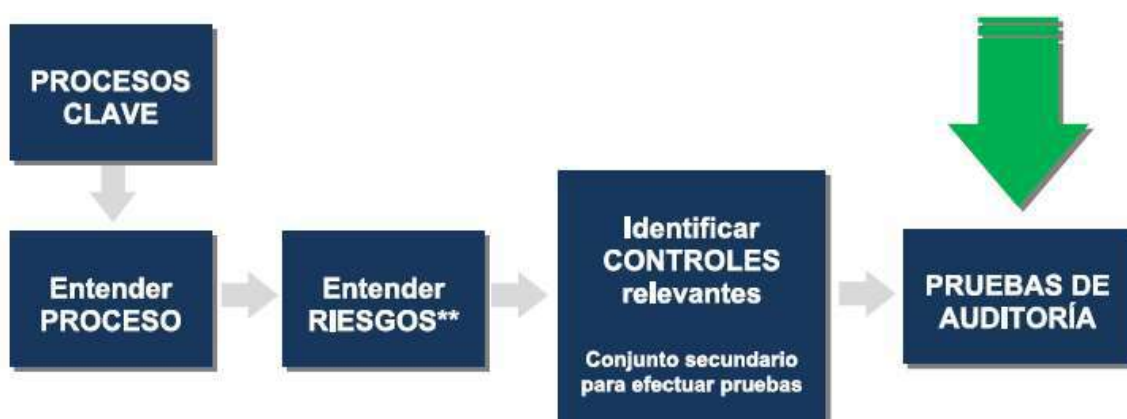 PROCESOS
CLAVE
Entender
PROCESO
Entender
RIESGOS**
Identificar
CONTROLES
relevantes
Conjunto secundario
para efectuar pruebas
PRUEBAS DE
AUDITORÍA